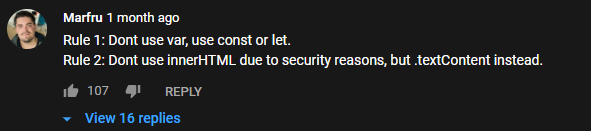 Marfru 1 month ago
Rule 1: Dont use var, use const or let.
Rule 2: Dont use innerHTML due to security reasons, but .textContent instead.
107 REPLY
View 16 replies